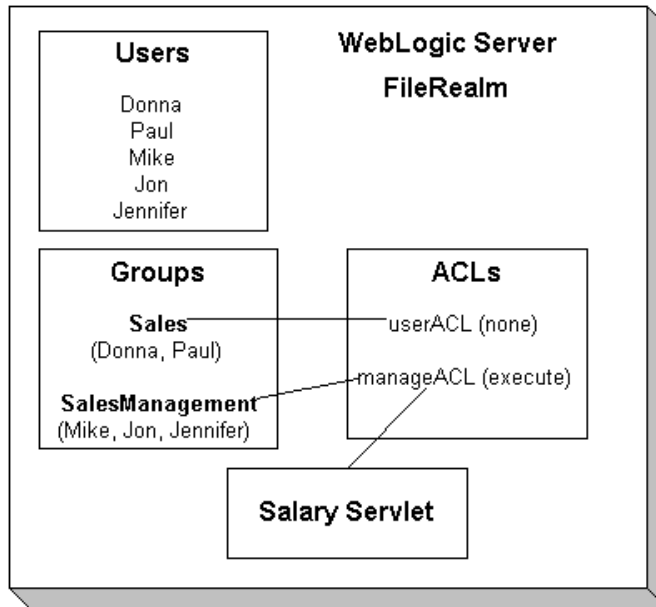 WebLogic Server
FileRealm
Users
Donna
Paul
Mike
Jon
Jennifer
Groups
Sales
(Donna, Paul)
SalesManagement
(Mike, Jon, Jennifer)
ACLs
userACL (none)
manageACL (execute)
Salary Servlet